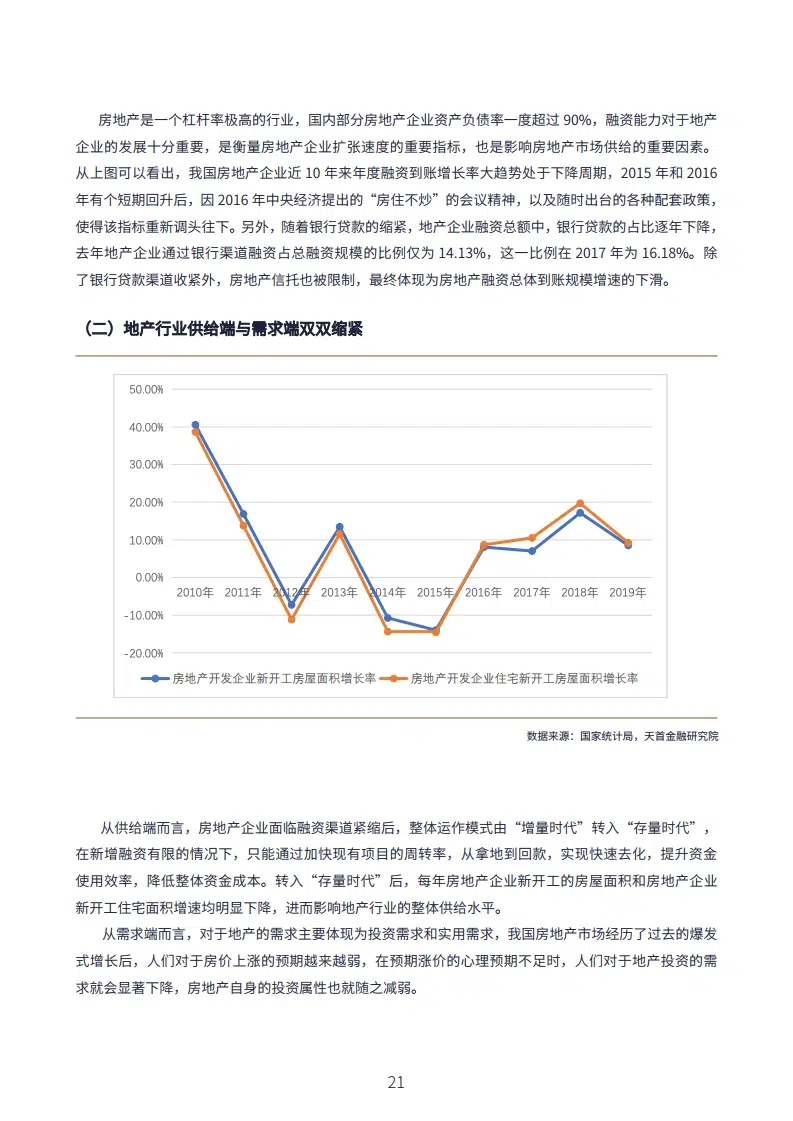 房地产是一个杠杆率极高的行业，国内部分房地产企业资产负债率一度超过 90%，融资能力对于地产
企业的发展十分重要，是衡量房地产企业扩张速度的重要指标，也是影响房地产市场供给的重要因素。
从上图可以看出，我国房地产企业近 10 年来年度融资到账增长率大趋势处于下降周期，2015 年和 2016
年有个短期回升后，因 2016 年中央经济提出的“房住不炒”的会议精神，以及随时出台的各种配套政策，
使得该指标重新调头往下。另外，随着银行贷款的缩紧，地产企业融资总额中，银行贷款的占比逐年下降，
去年地产企业通过银行渠道融资占总融资规模的比例仅为 14.13%，这一比例在 2017 年为 16.18%。除
了银行贷款渠道收紧外，房地产信托也被限制，最终体现为房地产融资总体到账规模增速的下滑。
（二）地产行业供给端与需求端双双缩紧
50.00%
40.00%
30.00%
20.00%
10.00%
0.00%
2010年 2011年 2012年 2013年 2014年 2015年 2016年 2017年 2018年 2019年
-10.00%
-20.00%
房地产开发企业新开工房屋面积增长率 房地产开发企业住宅新开工房屋面积增长率
数据来源：国家统计局，天首金融研究院
从供给端而言，房地产企业面临融资渠道紧缩后，整体运作模式由“增量时代”转入“存量时代”，
在新增融资有限的情况下，只能通过加快现有项目的周转率，从拿地到回款，实现快速去化，提升资金
使用效率，降低整体资金成本。转入“存量时代”后，每年房地产企业新开工的房屋面积和房地产企业
新开工住宅面积增速均明显下降，进而影响地产行业的整体供给水平。
从需求端而言，对于地产的需求主要体现为投资需求和实用需求，我国房地产市场经历了过去的爆发
式增长后，人们对于房价上涨的预期越来越弱，在预期涨价的心理预期不足时，人们对于地产投资的需
求就会显著下降，房地产自身的投资属性也就随之减弱。
21